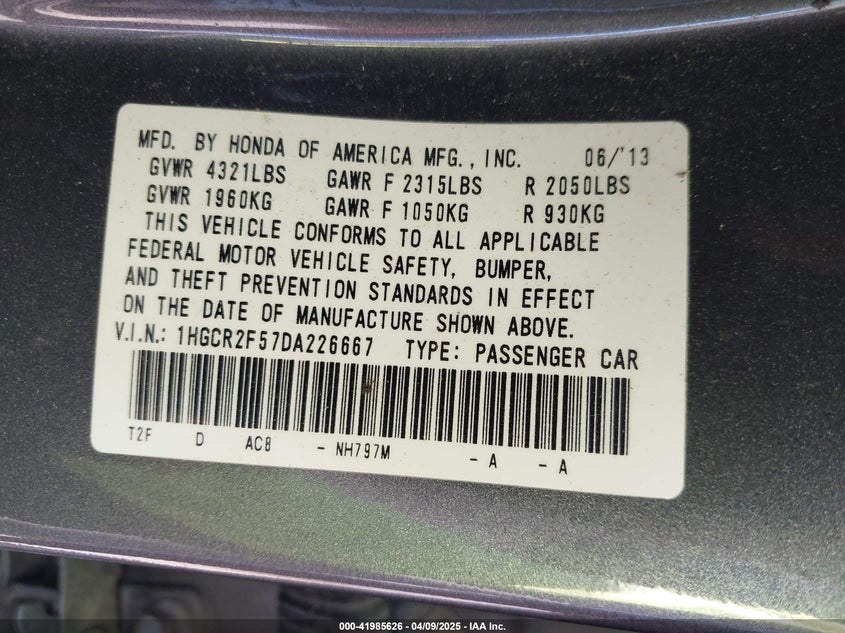 MFD. BY HONDA OF AMERICA MFG., INC. 06/'13
GVWR 4321LBS GAWR F 2315LBS R 2050LBS
GVWR 1960KG GAWR F 1050KG R 930KG
THIS VEHICLE CONFORMS TO ALL APPLICABLE
FEDERAL MOTOR VEHICLE SAFETY, BUMPER,
AND THEFT PREVENTION STANDARDS IN EFFECT
ON THE DATE OF MANUFACTURE SHOWN ABOVE.
V.I.N.: 1HGCR2F57DA226667 TYPE: PASSENGER CAR
T2F D AC8 - NH797M - A - A
000-41985626 - 04/09/2025 - IAA Inc.